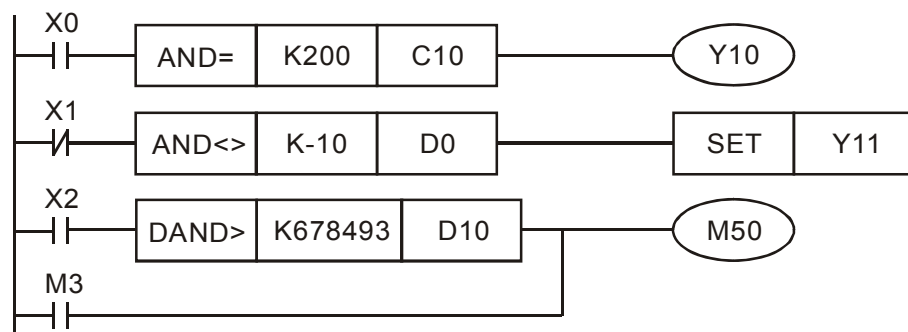 X0
AND= K200 C10 Y10
X1
AND<> K-10 D0 SET Y11
X2
DAND> K678493 D10 M50
M3